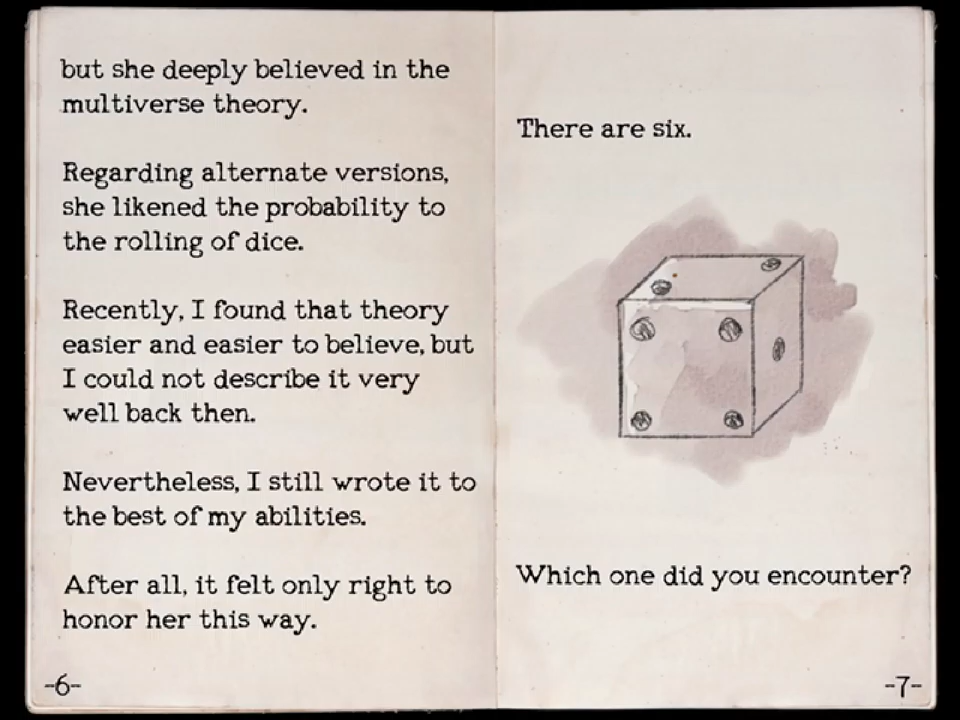 but she deeply believed in the
multiverse theory.
Regarding alternate versions,
she likened the probability to
the rolling of dice.
Recently, I found that theory
easier and easier to believe, but
I could not describe it very
well back then.
Nevertheless, I still wrote it to
the best of my abilities.
After all, it felt only right to
honor her this way.
-6-
There are six.
Which one did you encounter?
-7-